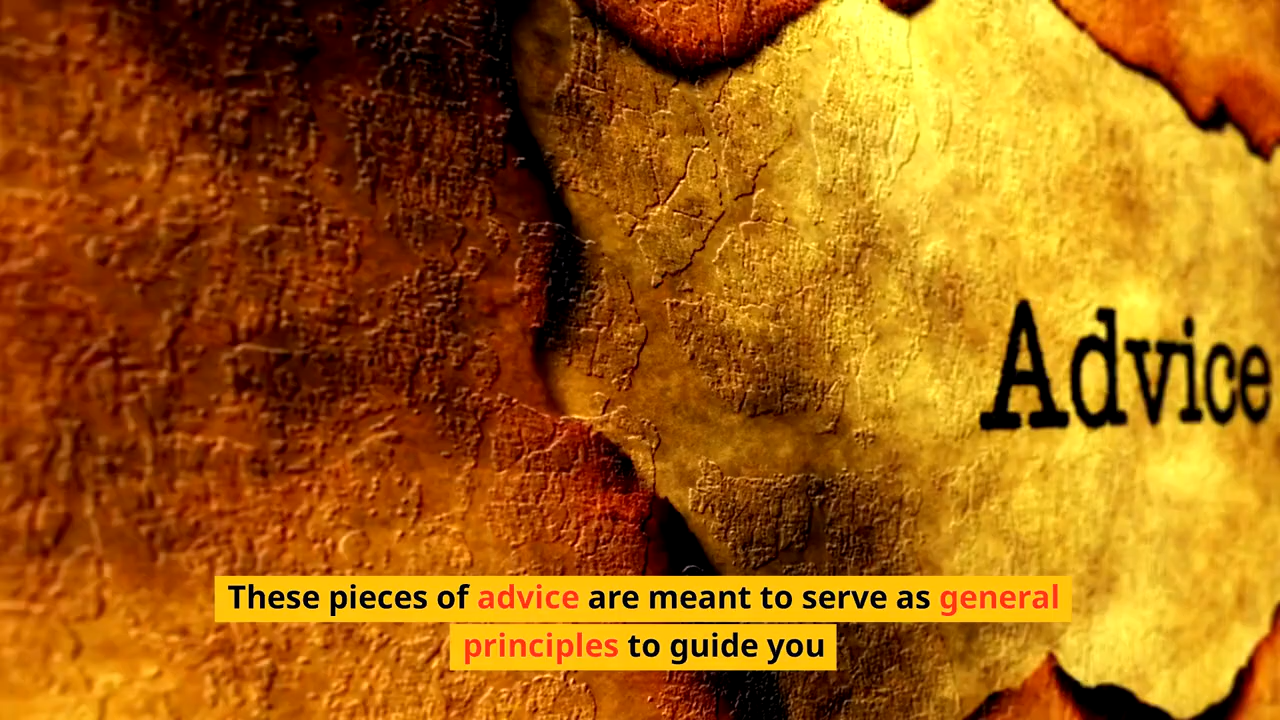 Advice
These pieces of advice are meant to serve as general
principles to guide you